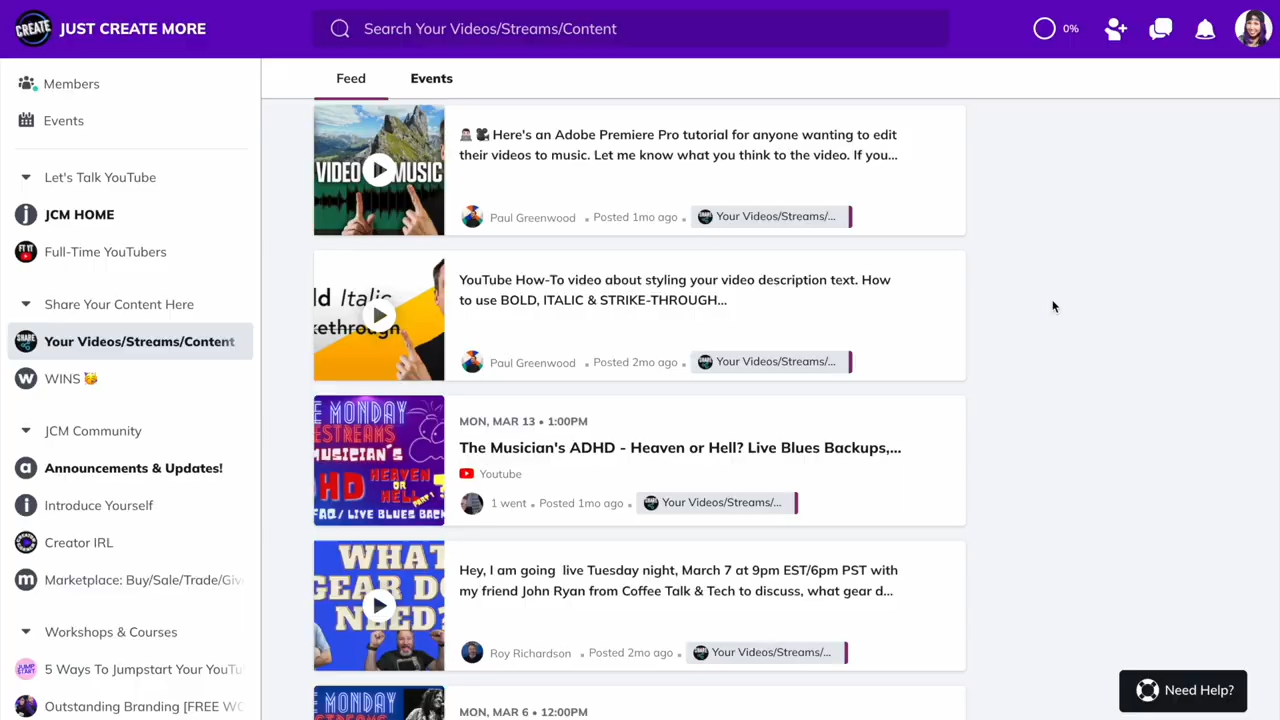 CREATE
JUST CREATE MORE
Search Your Videos/Streams/Content
0%
Members
Events
Let's Talk YouTube
j
JCM HOME
Full-Time YouTubers
Share Your Content Here
SHARE
Your Videos/Streams/Content
W
WINS 🥳
JCM Community
a
Announcements & Updates!
i
Introduce Yourself
Creator IRL
m
Marketplace: Buy/Sale/Trade/Giv
Workshops & Courses
JUMP
START
5 Ways To Jumpstart Your YouTu
Outstanding Branding [FREE WO
Feed
Events
VIDEO MUSIC
Here's an Adobe Premiere Pro tutorial for anyone wanting to edit
their videos to music. Let me know what you think to the video. If you...
Paul Greenwood
Posted 1mo ago
Your Videos/Streams/...
ld Italic
kethrough
YouTube How-To video about styling your video description text. How
to use BOLD, ITALIC & STRIKE-THROUGH...
Paul Greenwood
Posted 2mo ago
Your Videos/Streams/...
E MONDAY
ESTREAMS
MUSICIAN'S
HD HEAVEN
OR
HELL?
PART 1
FAQ/ LIVE BLUES BAC
MON, MAR 13 • 1:00PM
The Musician's ADHD - Heaven or Hell? Live Blues Backups,...
Youtube
1 went
Posted 1mo ago
Your Videos/Streams/...
WHAT
GEAR DO
NEED?
Hey, I am going live Tuesday night, March 7 at 9pm EST/6pm PST with
my friend John Ryan from Coffee Talk & Tech to discuss, what gear d...
Roy Richardson
Posted 2mo ago
Your Videos/Streams/...
E MONDAY
MON, MAR 6 • 12:00PM
Need Help?